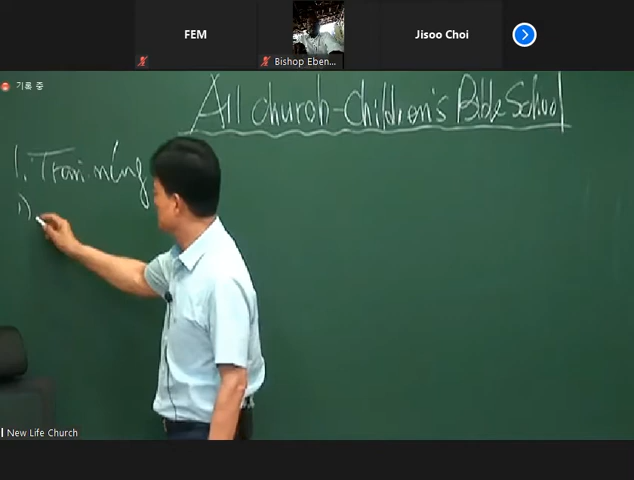 FEM
Bishop Eben...
Jisoo Choi
기록 중
All church-Children's Bible School
1. Training
1)
New Life Church